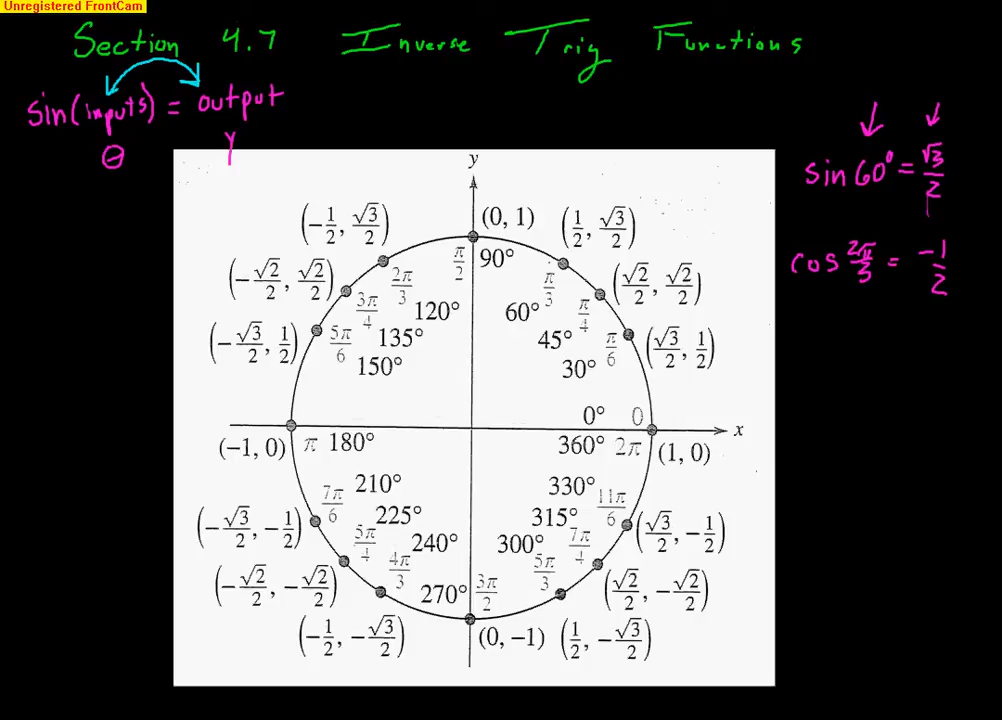 Unregistered FrontCam
Section 4.7 Inverse Trig Functions
sin(inputs) = output
θ y
sin 60° = √3/2
cos 2π/3 = -1/2
y
(0, 1)
(-1/2, √3/2) (1/2, √3/2)
π/2 90°
(-√2/2, √2/2) 2π/3 π/3 (√2/2, √2/2)
3π/4 120° 60° π/4
(-√3/2, 1/2) 5π/6 135° 45° π/6 (√3/2, 1/2)
150° 30°
0° 0
x
(-1, 0) π 180° 360° 2π (1, 0)
7π/6 210° 330° 11π/6
(-√3/2, -1/2) 225° 315° (√3/2, -1/2)
5π/4 240° 300° 7π/4
(-√2/2, -√2/2) 4π/3 5π/3 (√2/2, -√2/2)
270° 3π/2
(-1/2, -√3/2) (0, -1) (1/2, -√3/2)